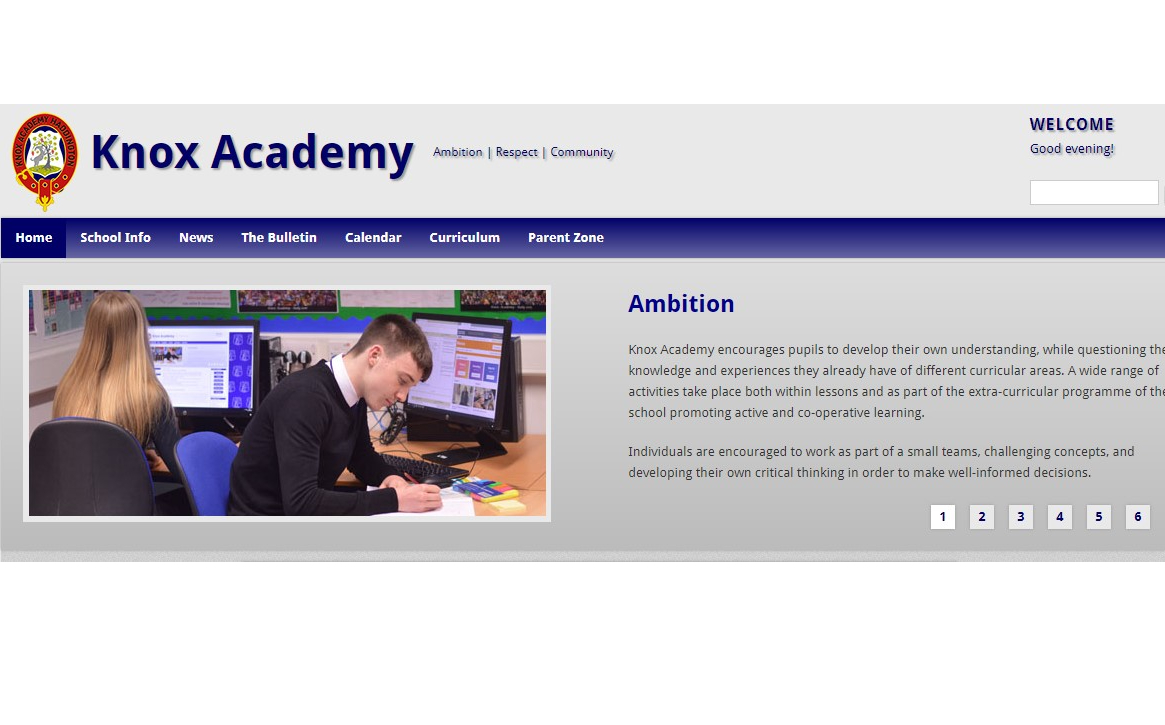 KNOX ACADEMY HADDINGTON
Knox Academy
Ambition | Respect | Community
WELCOME
Good evening!
Home School Info News The Bulletin Calendar Curriculum Parent Zone
Ambition
Knox Academy encourages pupils to develop their own understanding, while questioning the
knowledge and experiences they already have of different curricular areas. A wide range of
activities take place both within lessons and as part of the extra-curricular programme of the
school promoting active and co-operative learning.
Individuals are encouraged to work as part of a small teams, challenging concepts, and
developing their own critical thinking in order to make well-informed decisions.
1 2 3 4 5 6